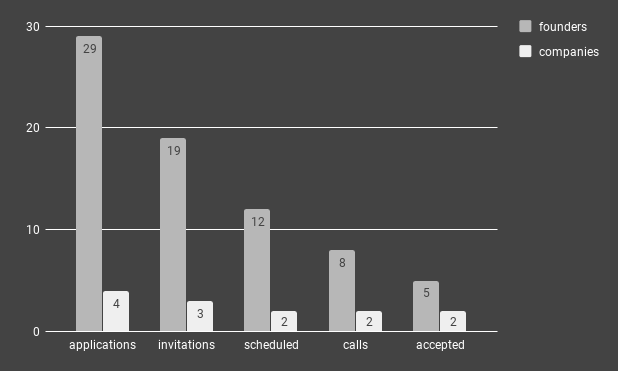 30
founders
companies
29
20
19
12
10
8
5
4
3
2
2
2
0
applications
invitations
scheduled
calls
accepted